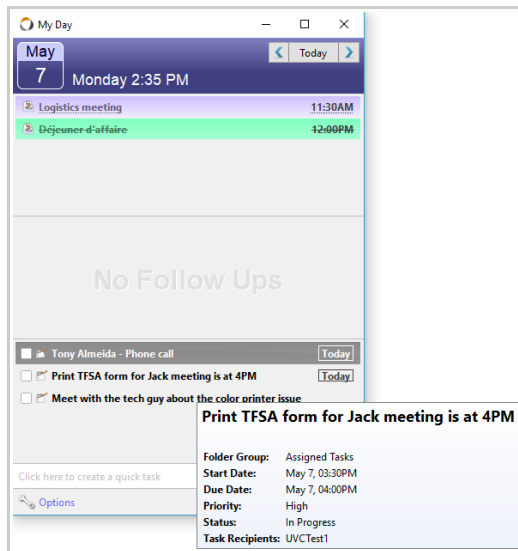 My Day
May
7
Monday 2:35 PM
Today
Logistics meeting 11:30AM
Déjeuner d'affaire 12:00PM
No Follow Ups
Tony Almeida - Phone call Today
Print TFSA form for Jack meeting is at 4PM Today
Meet with the tech guy about the color printer issue
Print TFSA form for Jack meeting is at 4PM
Folder Group: Assigned Tasks
Start Date: May 7, 03:30PM
Due Date: May 7, 04:00PM
Priority: High
Status: In Progress
Task Recipients: UVCTest1
Click here to create a quick task
Options